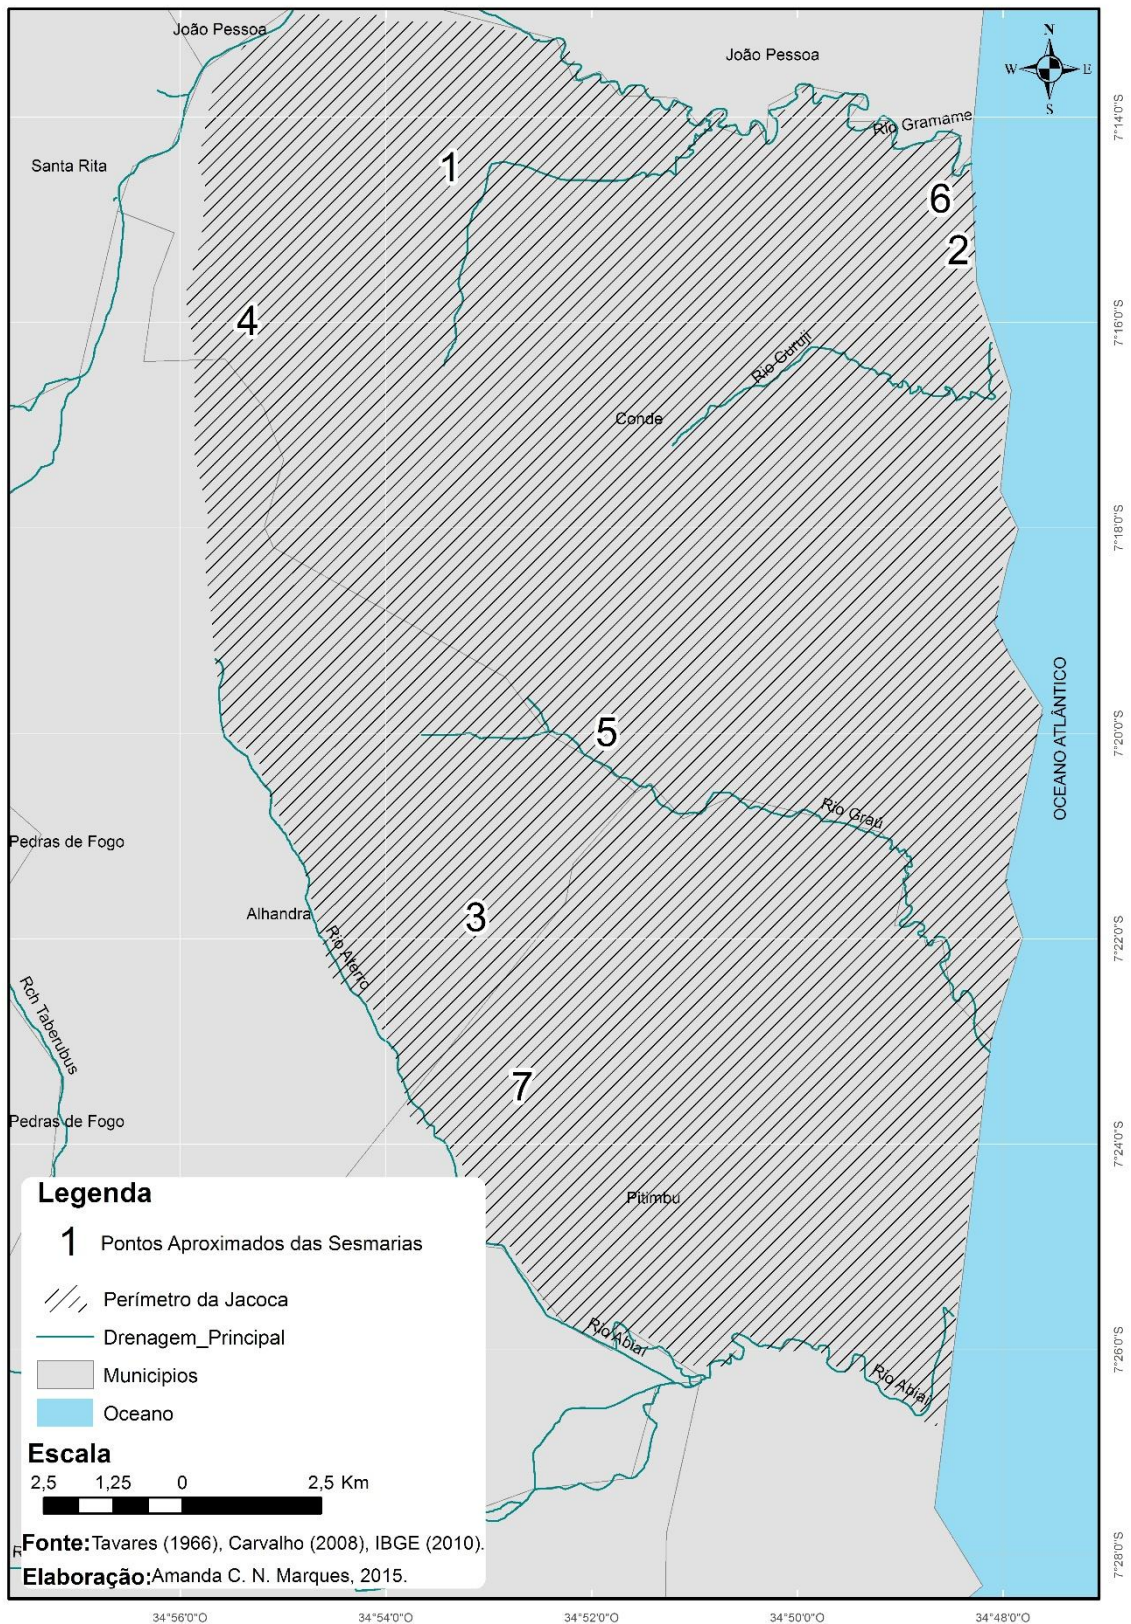 João Pessoa
João Pessoa
N
W
E
S
Rio Gramame
7°14'0"S
Santa Rita
1
6
2
4
7°16'0"S
Rio Guruji
Conde
7°18'0"S
5
7°20'0"S
OCEANO ATLÂNTICO
Rio Graú
Pedras de Fogo
3
Alhandra
Rio Aterro
7°22'0"S
Rch Taberubus
7
Pedras de Fogo
7°24'0"S
Pitimbu
Rio Abiaí
7°26'0"S
Rio Abiaí
7°28'0"S
Legenda
1 Pontos Aproximados das Sesmarias
Perímetro da Jacoca
Drenagem_Principal
Municipios
Oceano
Escala
2,5 1,25 0 2,5 Km
Fonte: Tavares (1966), Carvalho (2008), IBGE (2010).
Elaboração: Amanda C. N. Marques, 2015.
34°56'0"O 34°54'0"O 34°52'0"O 34°50'0"O 34°48'0"O